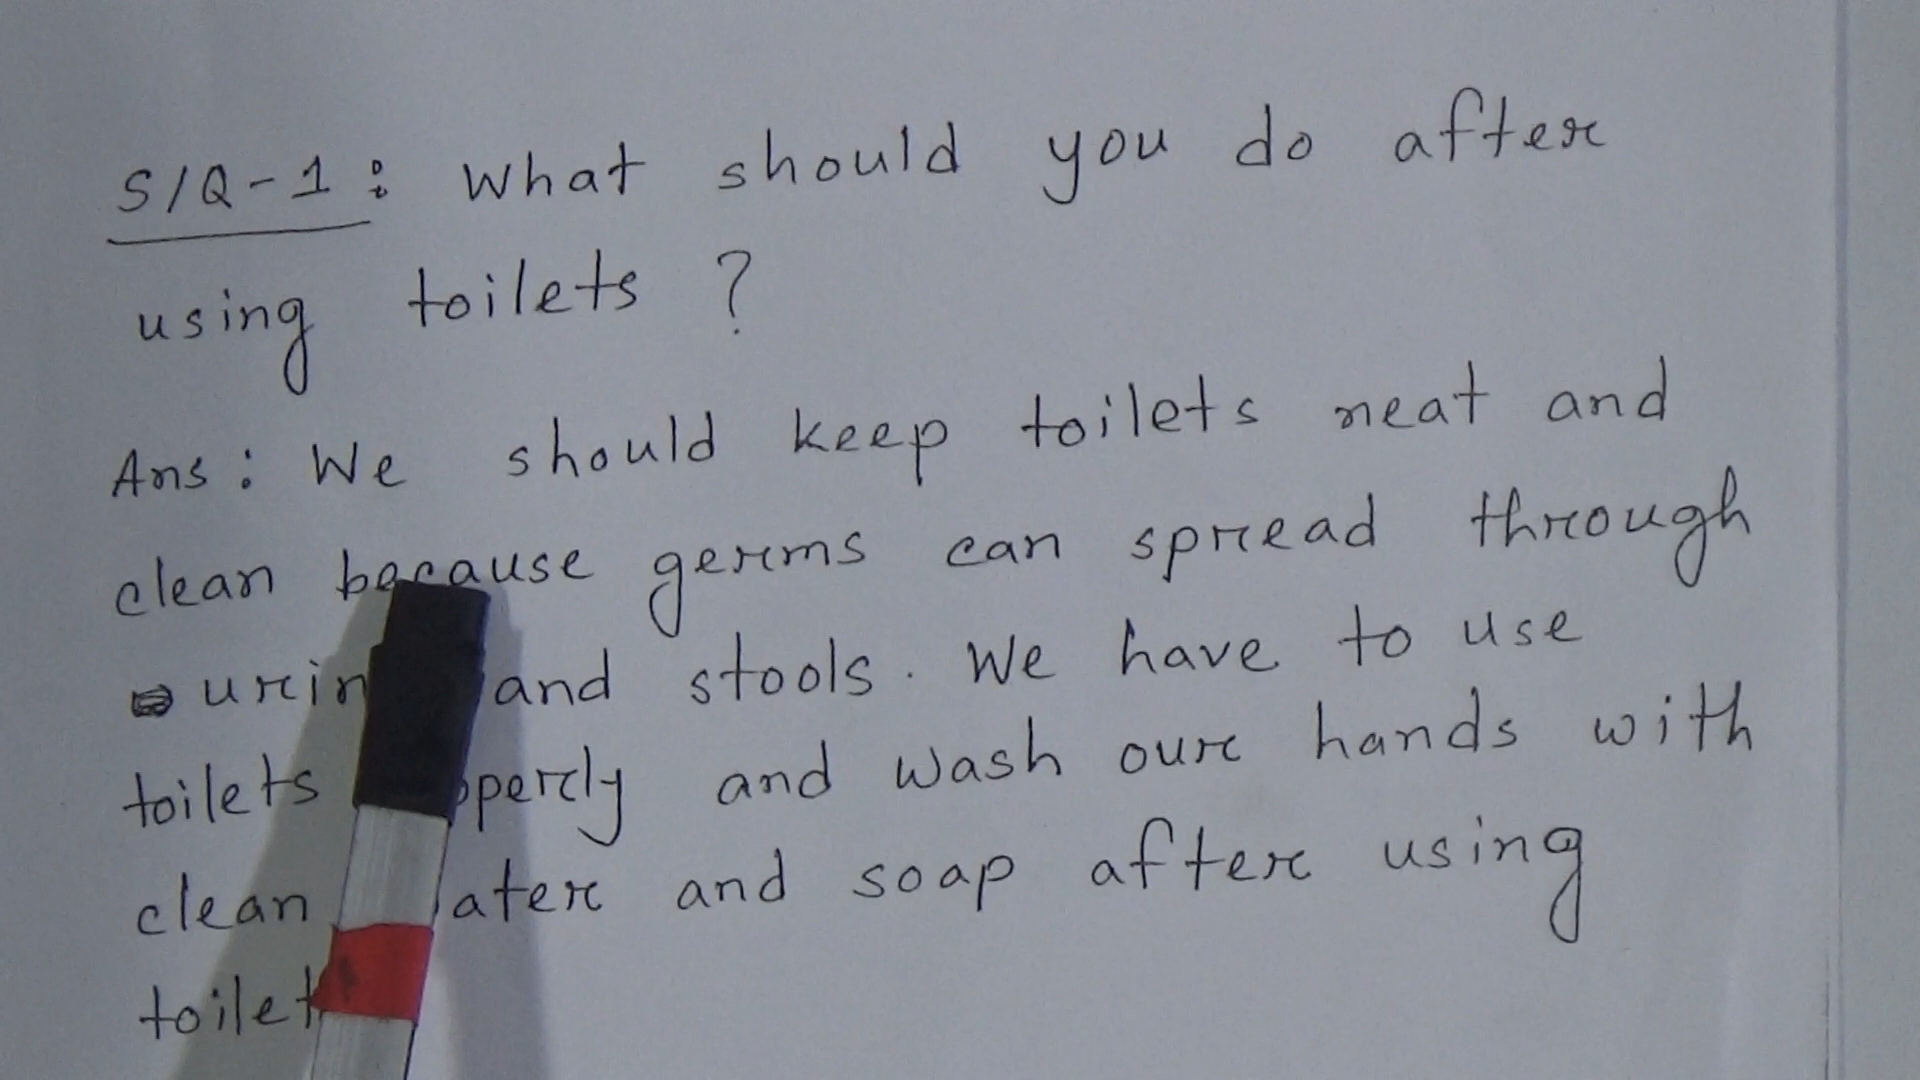 S/Q-1: What should you do after
using toilets ?
Ans: We should keep toilets neat and
clean because germs can spread through
and stools. We have to use
toilets and wash our hands with
clean and soap after using